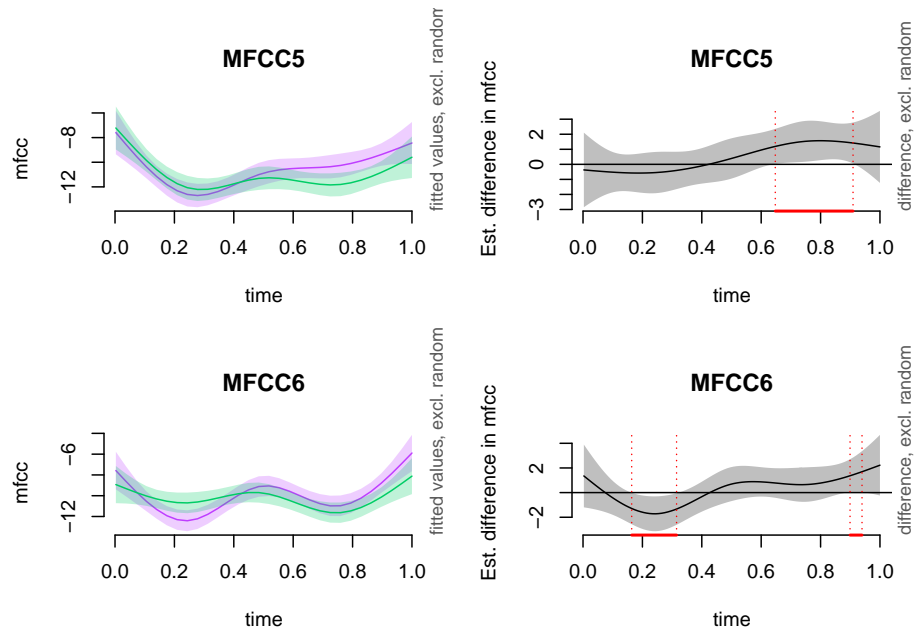 MFCC5
mfcc
−8
−12
0.0 0.2 0.4 0.6 0.8 1.0
time
fitted values, excl. random
MFCC5
Est. difference in mfcc
2
0
−3
0.0 0.2 0.4 0.6 0.8 1.0
time
difference, excl. random
MFCC6
mfcc
−6
−12
0.0 0.2 0.4 0.6 0.8 1.0
time
fitted values, excl. random
MFCC6
Est. difference in mfcc
2
−2
0.0 0.2 0.4 0.6 0.8 1.0
time
difference, excl. random